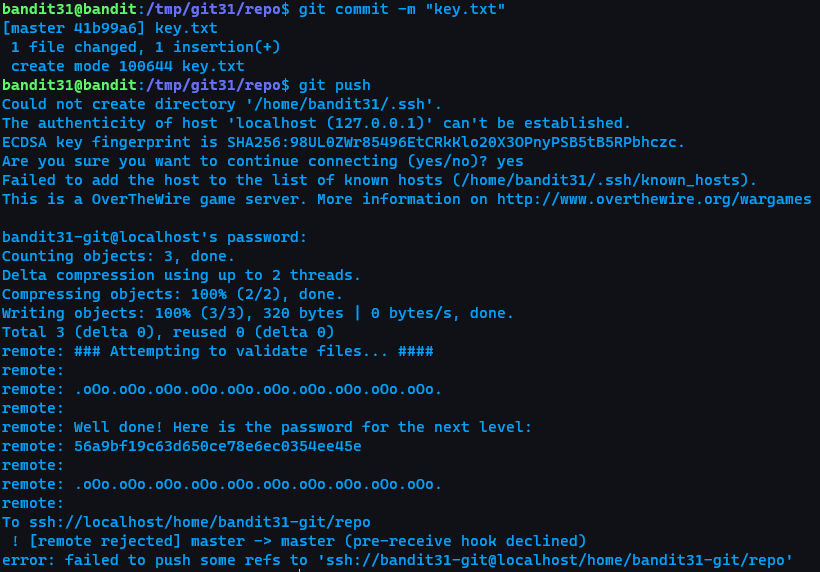 bandit31@bandit:/tmp/git31/repo$ git commit -m "key.txt"
[master 41b99a6] key.txt
 1 file changed, 1 insertion(+)
 create mode 100644 key.txt
bandit31@bandit:/tmp/git31/repo$ git push
Could not create directory '/home/bandit31/.ssh'.
The authenticity of host 'localhost (127.0.0.1)' can't be established.
ECDSA key fingerprint is SHA256:98UL0ZWr85496EtCRkKlo20X3OPnyPSB5tB5RPbhczc.
Are you sure you want to continue connecting (yes/no)? yes
Failed to add the host to the list of known hosts (/home/bandit31/.ssh/known_hosts).
This is a OverTheWire game server. More information on http://www.overthewire.org/wargames

bandit31-git@localhost's password:
Counting objects: 3, done.
Delta compression using up to 2 threads.
Compressing objects: 100% (2/2), done.
Writing objects: 100% (3/3), 320 bytes | 0 bytes/s, done.
Total 3 (delta 0), reused 0 (delta 0)
remote: ### Attempting to validate files... ####
remote:
remote: .oOo.oOo.oOo.oOo.oOo.oOo.oOo.oOo.oOo.oOo.
remote:
remote: Well done! Here is the password for the next level:
remote: 56a9bf19c63d650ce78e6ec0354ee45e
remote:
remote: .oOo.oOo.oOo.oOo.oOo.oOo.oOo.oOo.oOo.oOo.
remote:
To ssh://localhost/home/bandit31-git/repo
 ! [remote rejected] master -> master (pre-receive hook declined)
error: failed to push some refs to 'ssh://bandit31-git@localhost/home/bandit31-git/repo'